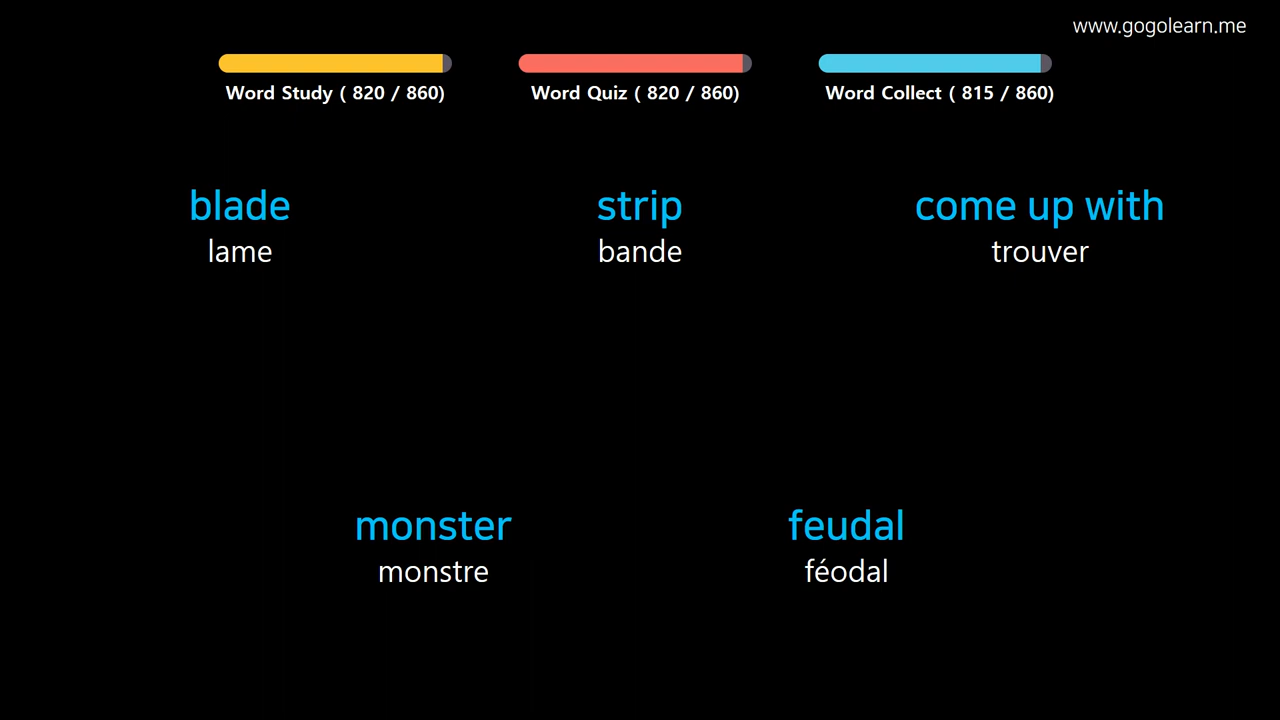 www.gogolearn.me
Word Study ( 820 / 860)
Word Quiz ( 820 / 860)
Word Collect ( 815 / 860)
blade
lame
strip
bande
come up with
trouver
monster
monstre
feudal
féodal